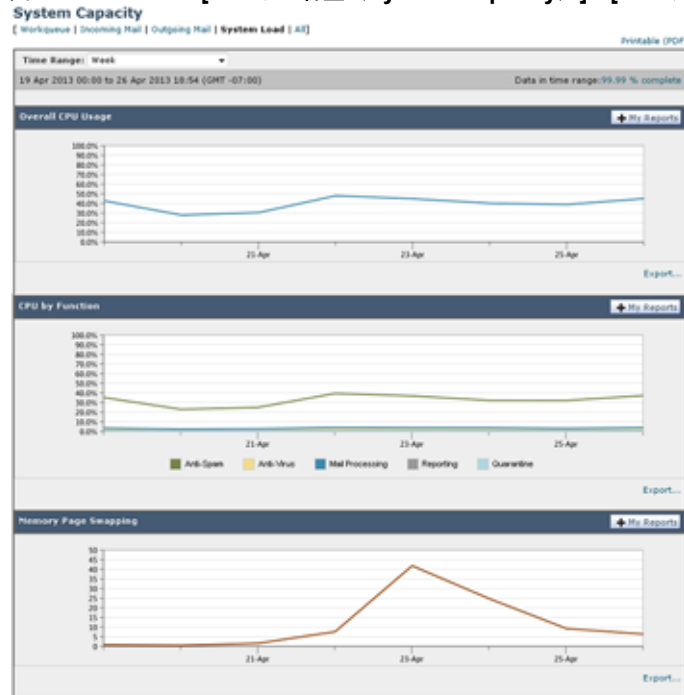 System Capacity
[ Workqueue | Incoming Mail | Outgoing Mail | System Load | All]
Printable (PDF
Time Range: Week
19 Apr 2013 00:00 to 26 Apr 2013 18:54 (GMT -07:00) Data in time range:99.99 % complete
Overall CPU Usage + My Reports
100.0%
90.0%
80.0%
70.0%
60.0%
50.0%
40.0%
30.0%
20.0%
10.0%
0.0%
21-Apr 23-Apr 25-Apr
Export...
CPU by Function + My Reports
100.0%
90.0%
80.0%
70.0%
60.0%
50.0%
40.0%
30.0%
20.0%
10.0%
0.0%
21-Apr 23-Apr 25-Apr
Anti-Spam Anti-Virus Mail Processing Reporting Quarantine
Export...
Memory Page Swapping + My Reports
50
45
40
35
30
25
20
15
10
5
0
21-Apr 23-Apr 25-Apr
Export...